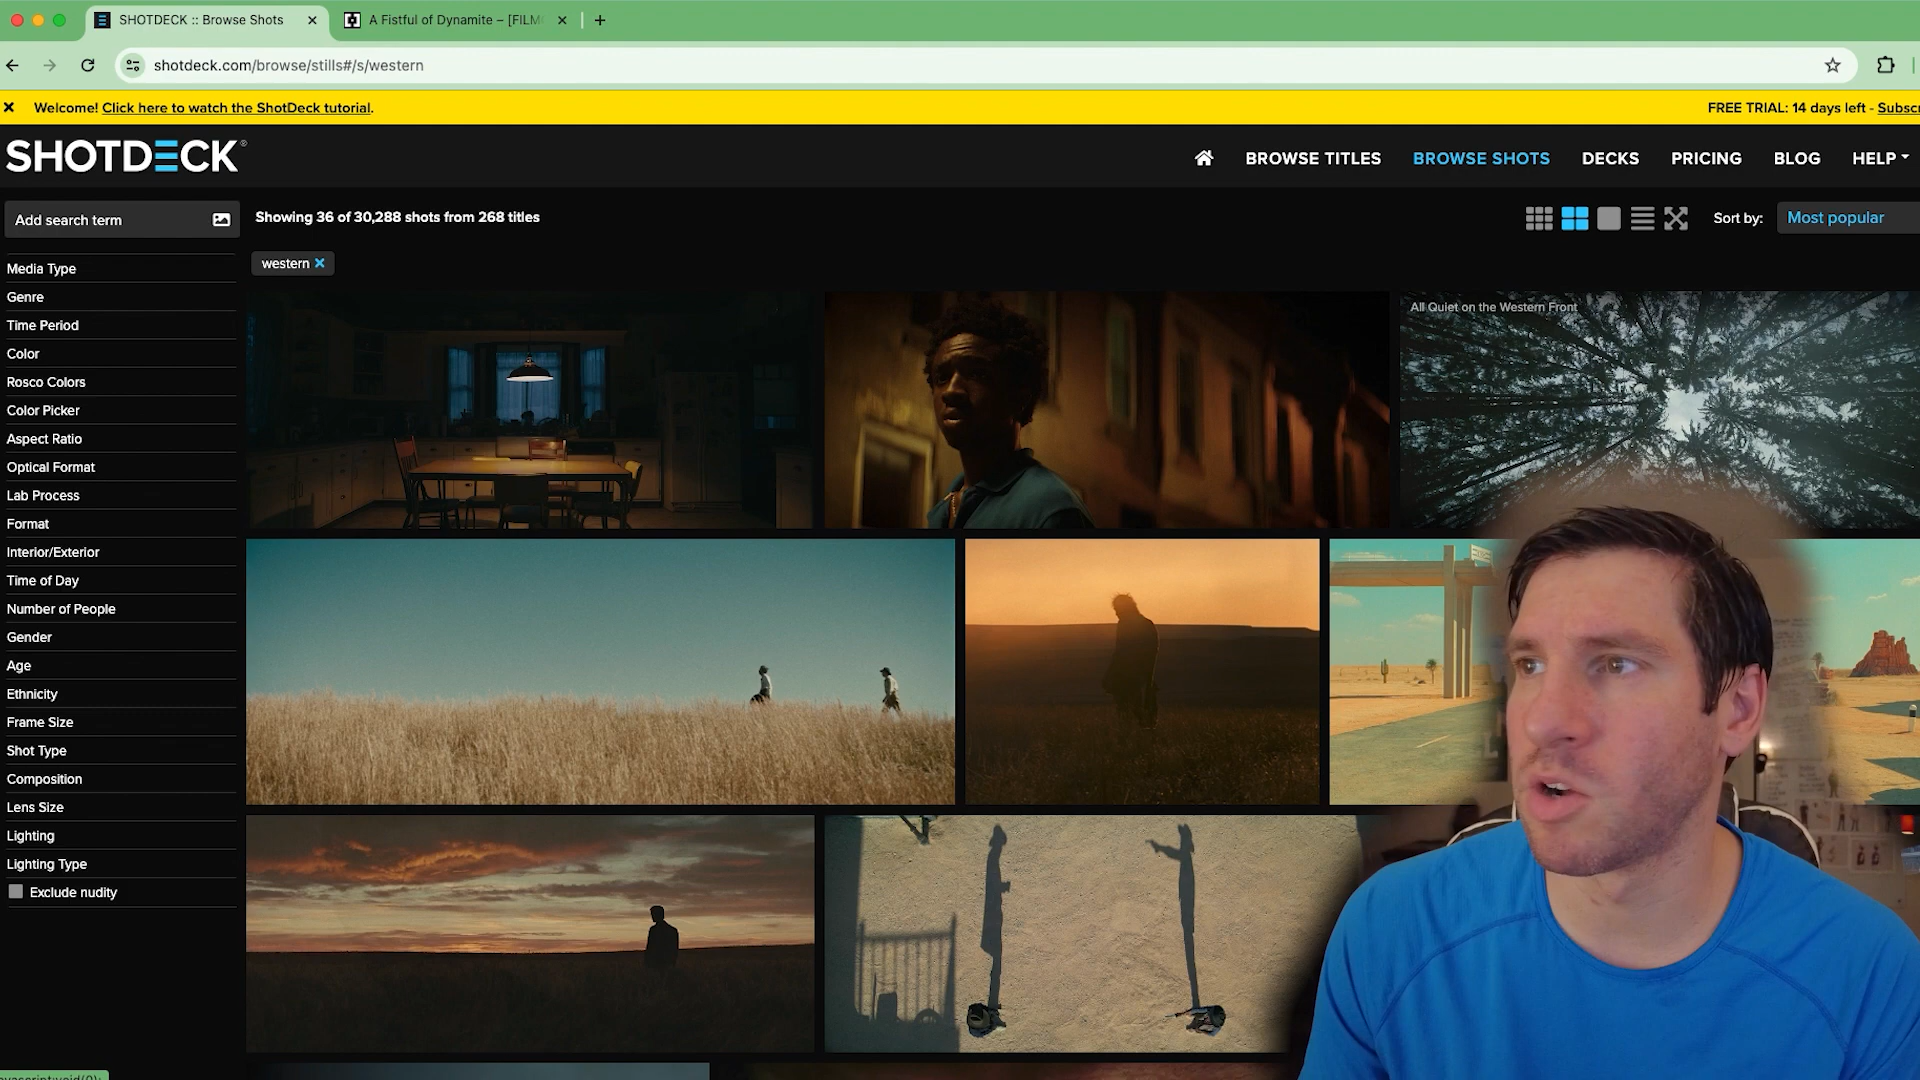 SHOTDECK :: Browse Shots
A Fistful of Dynamite – [FILM
shotdeck.com/browse/stills#/s/western
Welcome! Click here to watch the ShotDeck tutorial.
FREE TRIAL: 14 days left - Subscr
SHOTDECK®
BROWSE TITLES
BROWSE SHOTS
DECKS
PRICING
BLOG
HELP
Add search term
Showing 36 of 30,288 shots from 268 titles
Sort by:
Most popular
western
Media Type
Genre
Time Period
Color
Rosco Colors
Color Picker
Aspect Ratio
Optical Format
Lab Process
Format
Interior/Exterior
Time of Day
Number of People
Gender
Age
Ethnicity
Frame Size
Shot Type
Composition
Lens Size
Lighting
Lighting Type
Exclude nudity
All Quiet on the Western Front